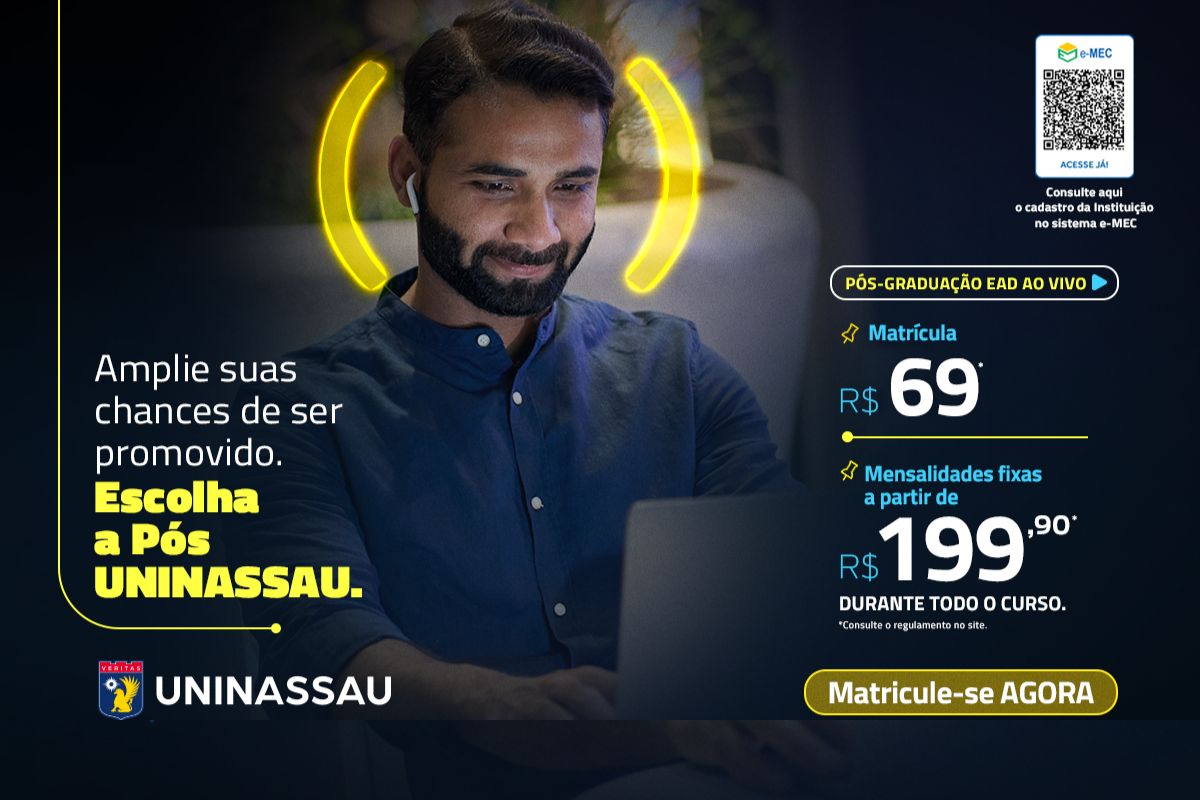 e-MEC
ACESSE JÁ!
Consulte aqui
o cadastro da Instituição
no sistema e-MEC
PÓS-GRADUAÇÃO EAD AO VIVO
Matrícula
R$ 69*
Mensalidades fixas
a partir de
R$ 199,90*
DURANTE TODO O CURSO.
*Consulte o regulamento no site.
Matricule-se AGORA
Amplie suas
chances de ser
promovido.
Escolha
a Pós
UNINASSAU.
VERITAS
UNINASSAU